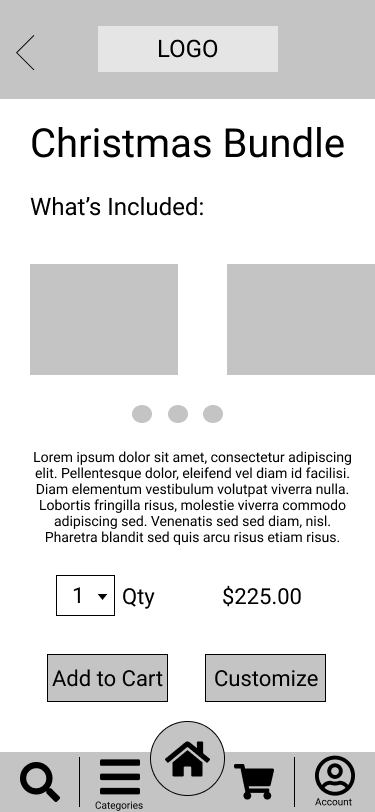 LOGO
Christmas Bundle
What’s Included:
Lorem ipsum dolor sit amet, consectetur adipiscing
elit. Pellentesque dolor, eleifend vel diam id facilisi.
Diam elementum vestibulum volutpat viverra nulla.
Lobortis fringilla risus, molestie viverra commodo
adipiscing sed. Venenatis sed sed diam, nisl.
Pharetra blandit sed quis arcu risus etiam risus.
1 Qty $225.00
Add to Cart Customize
Categories Account